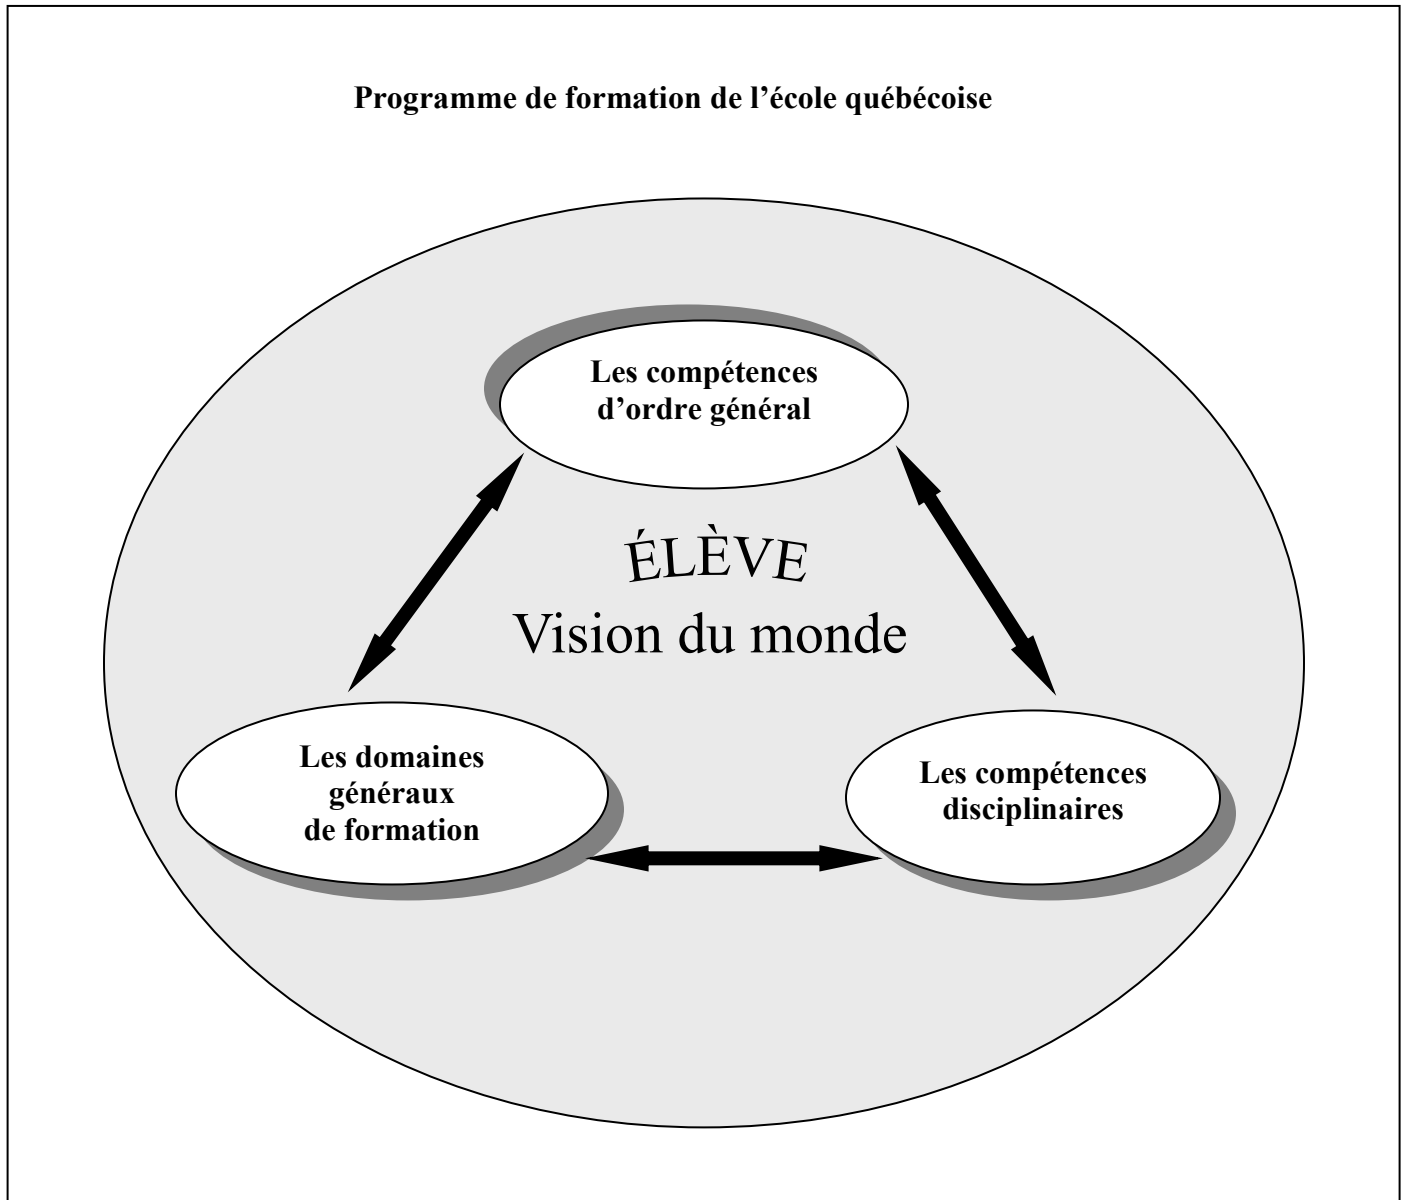 Programme de formation de l’école québécoise
Les compétences
d’ordre général
ÉLÈVE
Vision du monde
Les domaines
généraux
de formation
Les compétences
disciplinaires